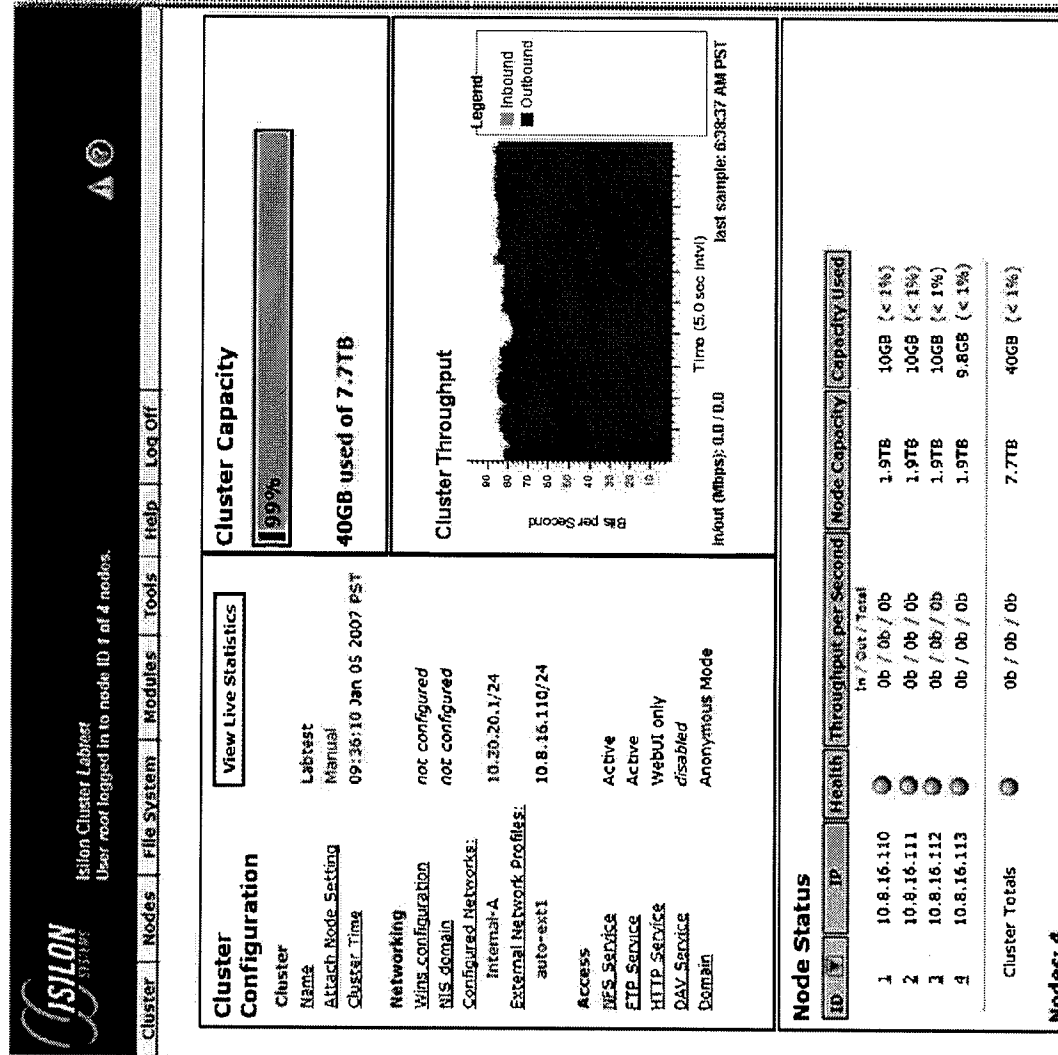 ISILON
SYSTEMS
Isilon Cluster Labtest
User root logged in to node ID 1 of 4 nodes.
Cluster Nodes File System Modules Tools Help Log Off
Cluster
Configuration
View Live Statistics
Cluster
Name Labtest
Attach Node Setting Manual
Cluster Time 09:36:10 Jan 05 2007 PST
Networking
Wins configuration not configured
NIS domain not configured
Configured Networks:
Internal-A 10.20.20.1/24
External Network Profiles:
auto-ext1 10.8.16.110/24
Access
NFS Service Active
FTP Service Active
HTTP Service WebUI only
DAV Service disabled
Domain Anonymous Mode
Cluster Capacity
99%
40GB used of 7.7TB
Cluster Throughput
Bits per Second
90
80
70
60
50
40
30
20
10
Legend
Inbound
Outbound
Time (5.0 sec intvl)
In/out (Mbps): 0.0 / 0.0 last sample: 6:38:37 AM PST
Node Status
ID IP Health Throughput per Second Node Capacity Capacity Used
In / Out / Total
1 10.8.16.110 0b / 0b / 0b 1.9TB 10GB (< 1%)
2 10.8.16.111 0b / 0b / 0b 1.9TB 10GB (< 1%)
3 10.8.16.112 0b / 0b / 0b 1.9TB 10GB (< 1%)
4 10.8.16.113 0b / 0b / 0b 1.9TB 9.8GB (< 1%)
Cluster Totals 0b / 0b / 0b 7.7TB 40GB (< 1%)
Nodes: 4